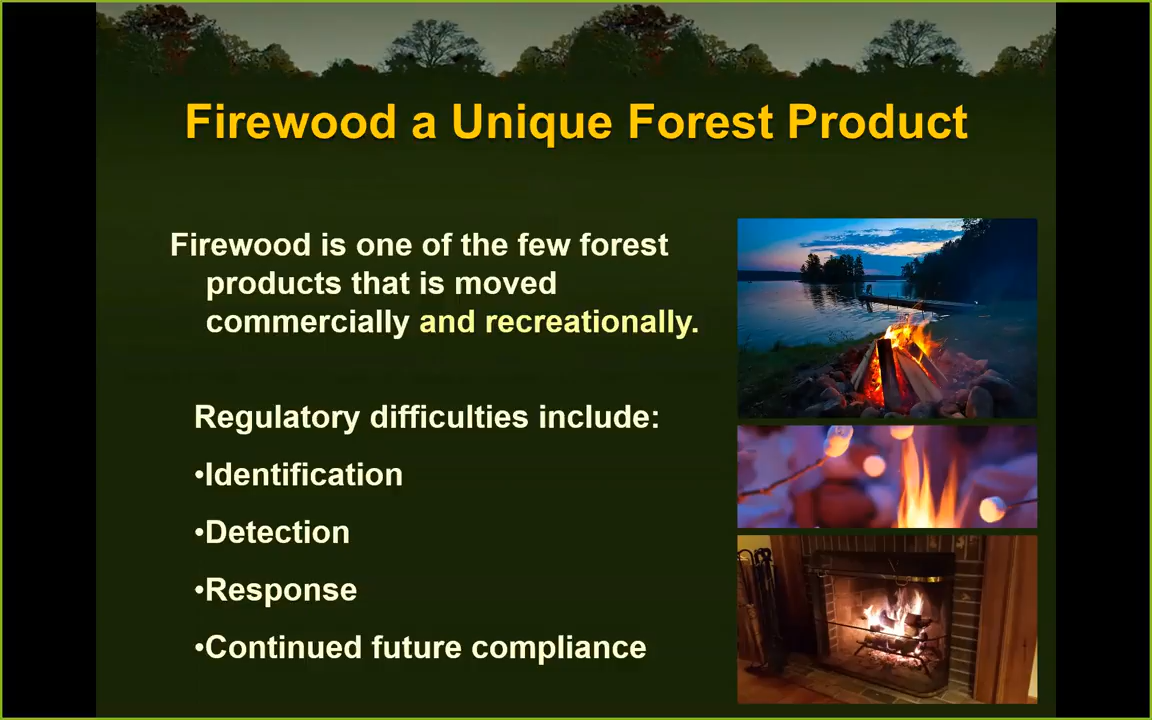 Firewood a Unique Forest Product
Firewood is one of the few forest
products that is moved
commercially and recreationally.
Regulatory difficulties include:
•Identification
•Detection
•Response
•Continued future compliance